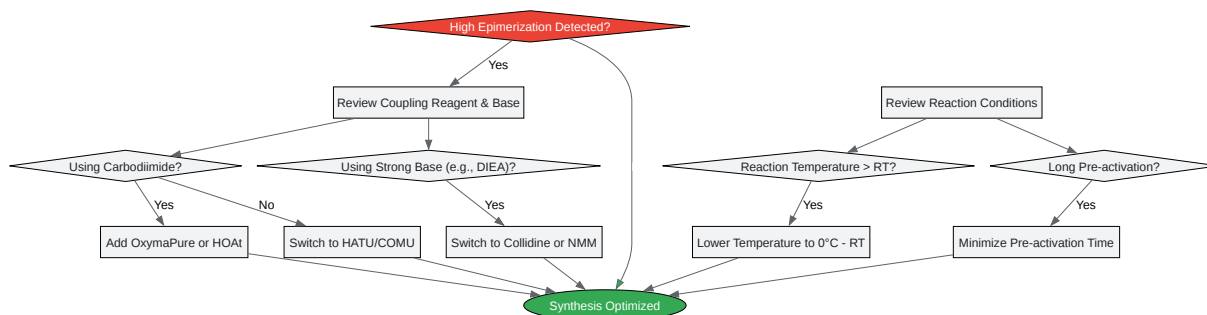 High Epimerization Detected?
Yes
Review Coupling Reagent & Base
Review Reaction Conditions
Using Carbodiimide?
Using Strong Base (e.g., DIEA)?
Reaction Temperature > RT?
Long Pre-activation?
Yes
No
Yes
Yes
Yes
Add OxymaPure or HOAt
Switch to HATU/COMU
Switch to Collidine or NMM
Lower Temperature to 0°C - RT
Minimize Pre-activation Time
Synthesis Optimized